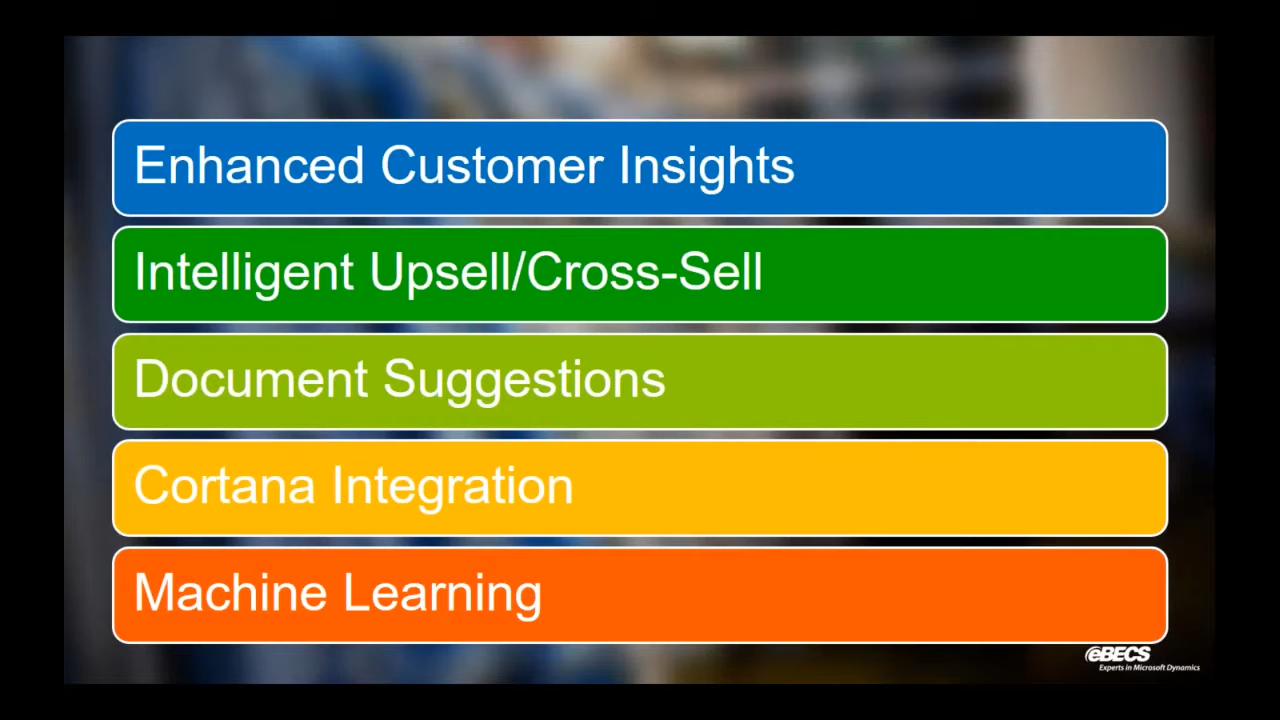 Enhanced Customer Insights
Intelligent Upsell/Cross-Sell
Document Suggestions
Cortana Integration
Machine Learning
eBECS
Experts in Microsoft Dynamics